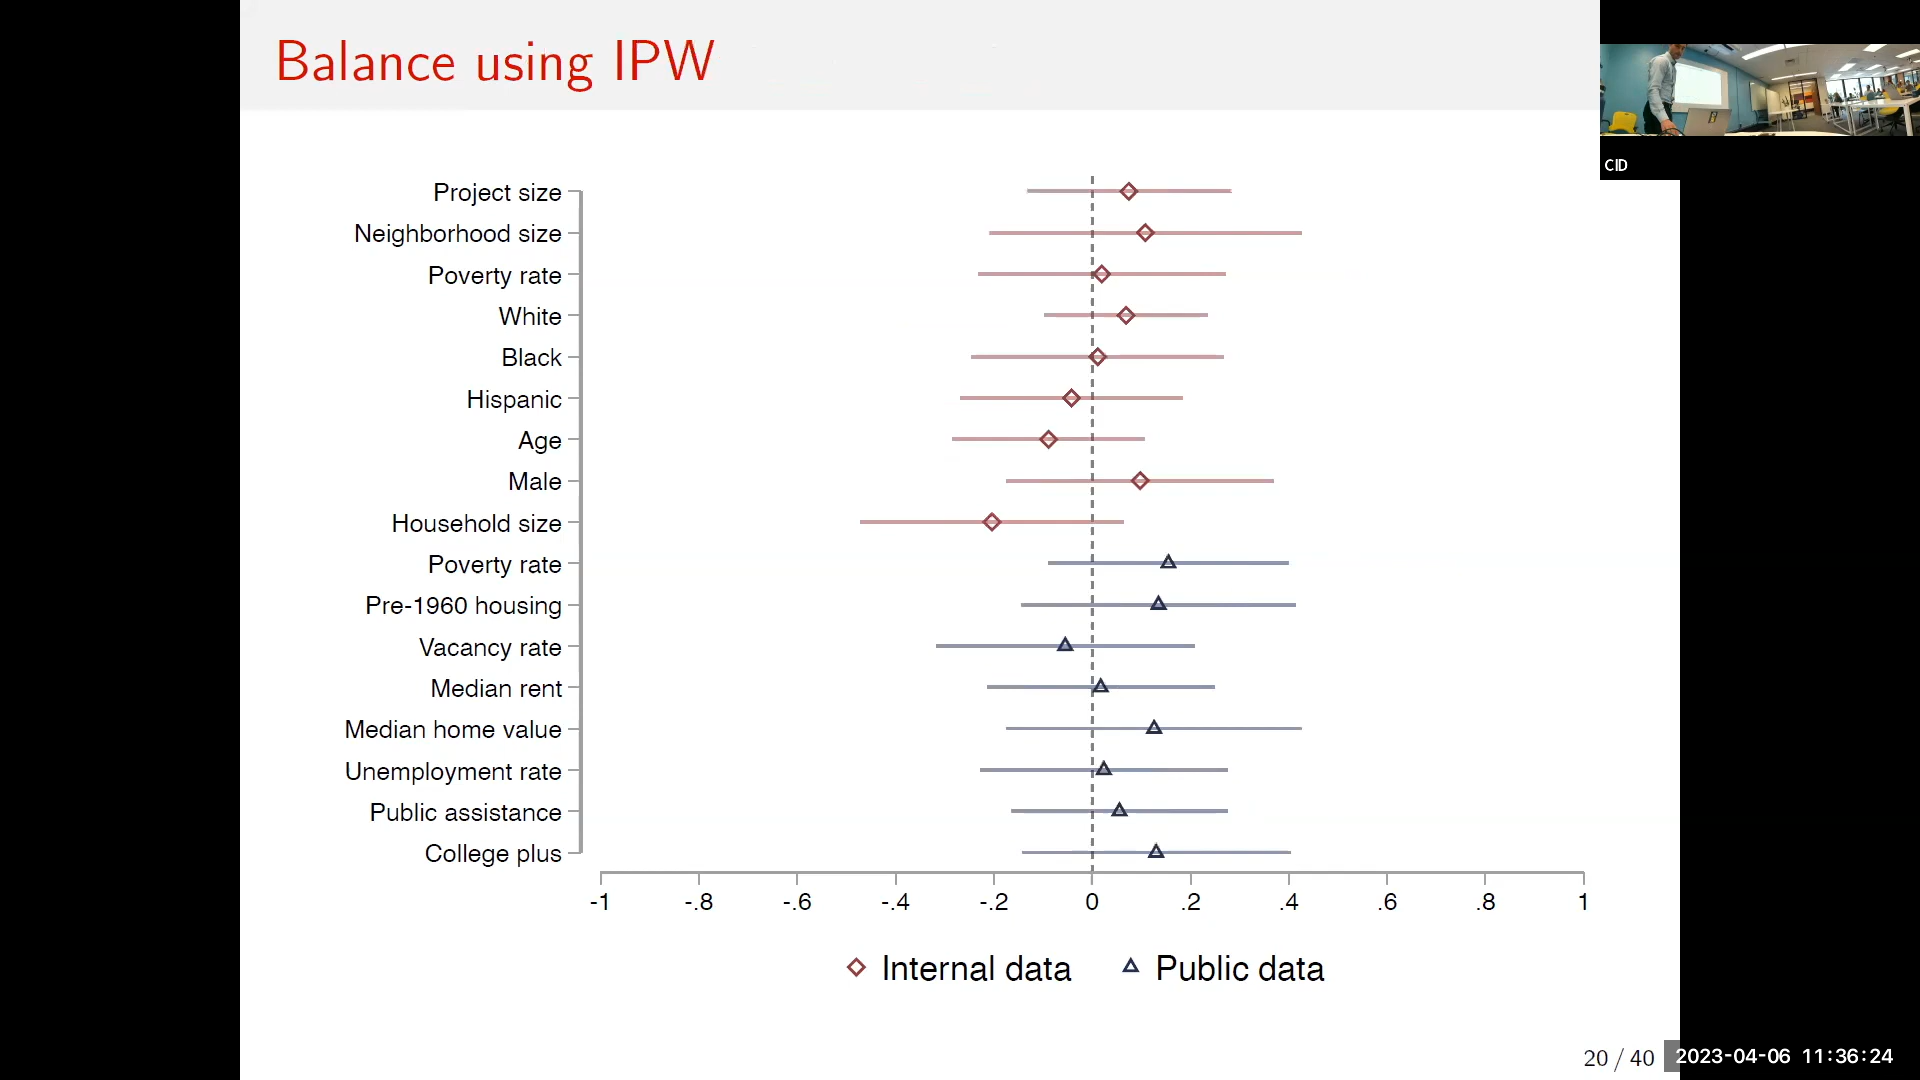 Balance using IPW
CID
Project size
Neighborhood size
Poverty rate
White
Black
Hispanic
Age
Male
Household size
Poverty rate
Pre-1960 housing
Vacancy rate
Median rent
Median home value
Unemployment rate
Public assistance
College plus
-1 -.8 -.6 -.4 -.2 0 .2 .4 .6 .8 1
Internal data Public data
20 / 40
2023-04-06 11:36:24